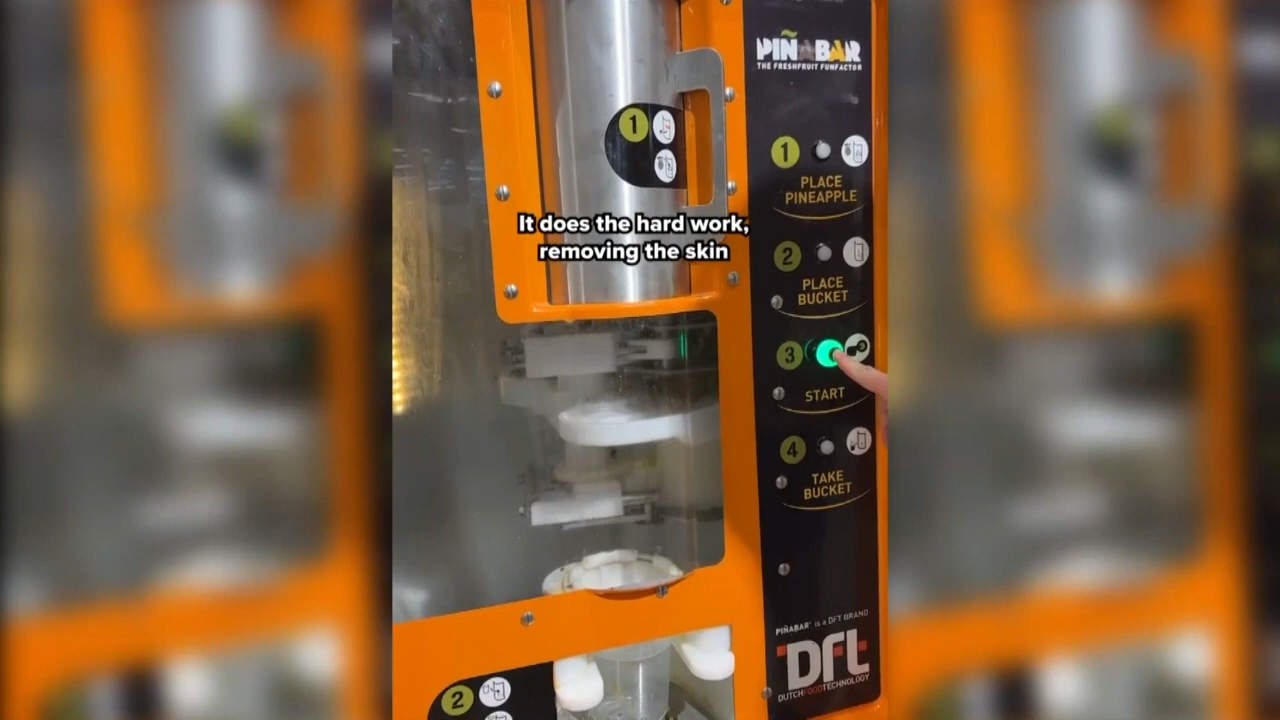 PIÑABAR
THE FRESHFRUIT FUNFACTOR
1
1
PLACE
PINEAPPLE
It does the hard work,
removing the skin
2
PLACE
BUCKET
3
START
4
TAKE
BUCKET
PIÑABAR® IS A DFT BRAND
DFT
DUTCHFOODTECHNOLOGY
2